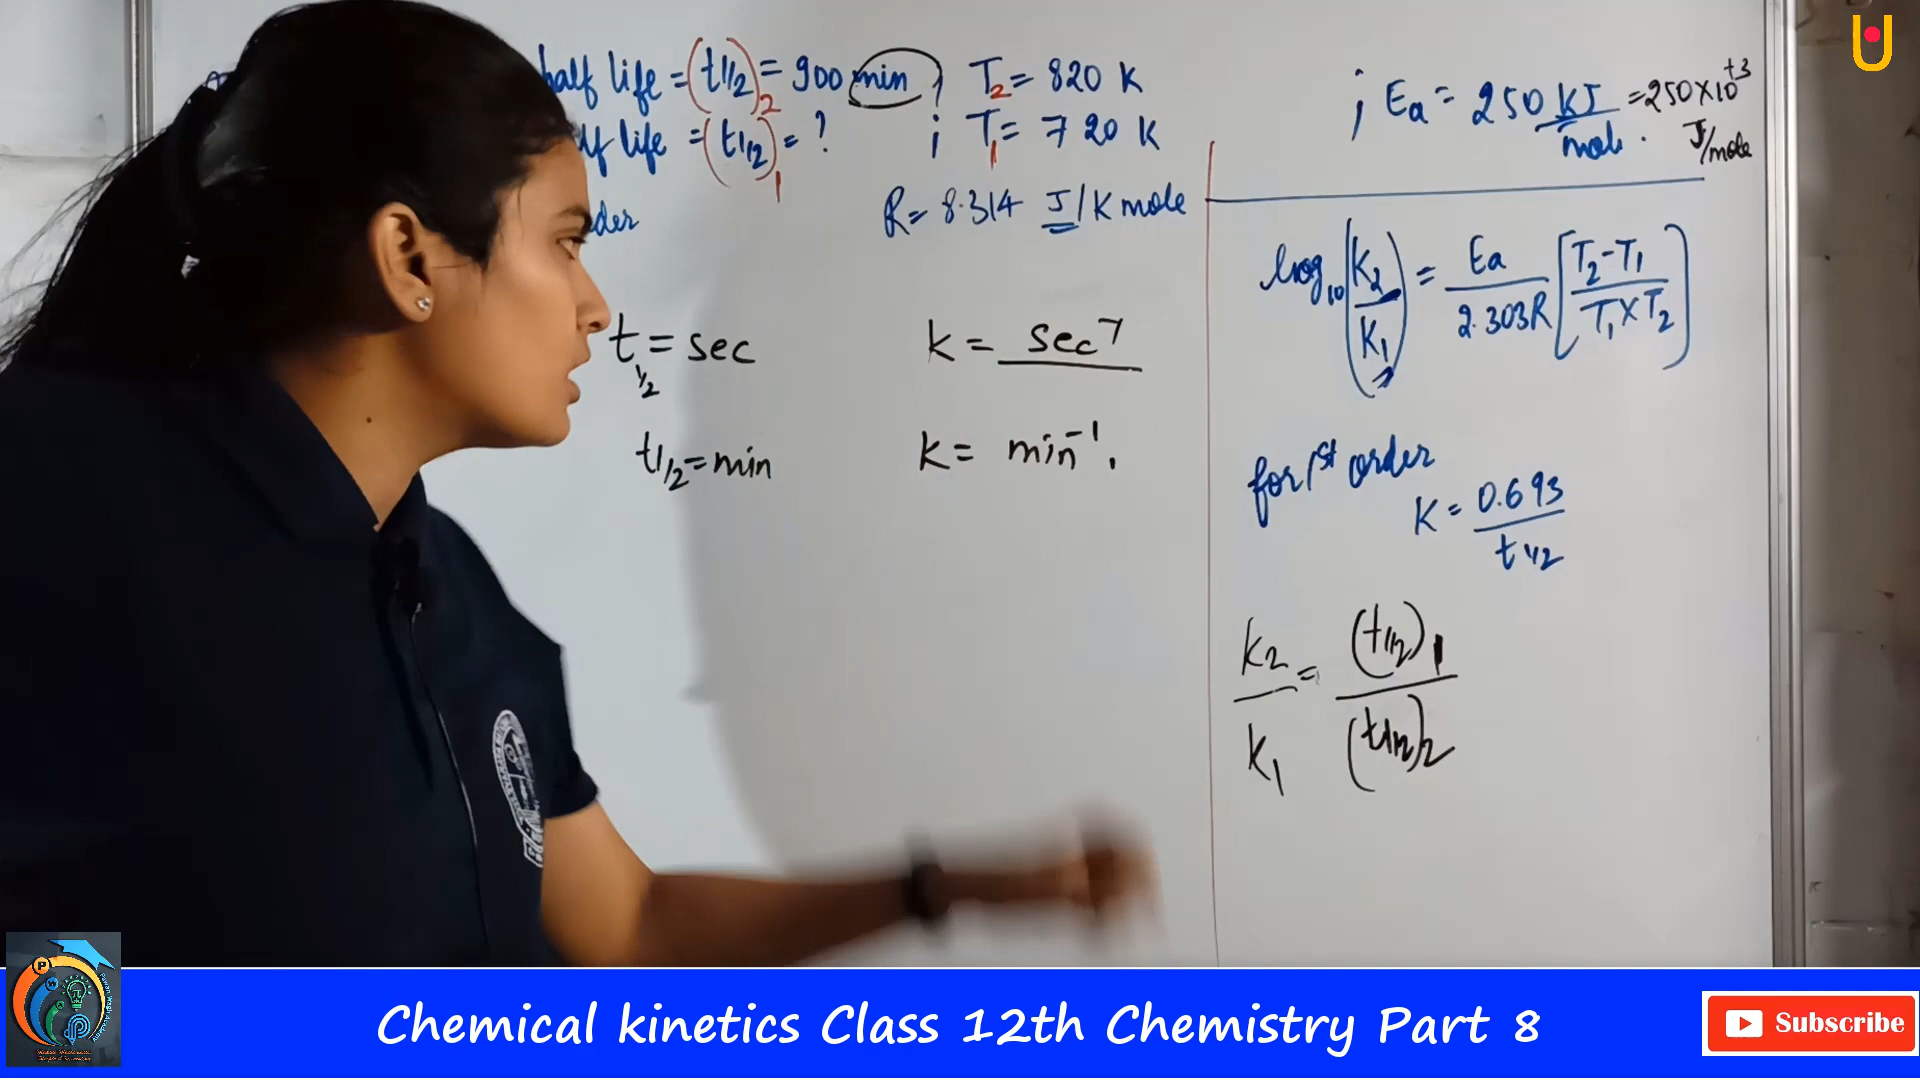 half life = (t1/2)2 = 900 min ; T2 = 820 K ; Ea = 250 KJ/mole. = 250 × 10+3 J/mole
life = (t1/2)1 = ? ; T1 = 720 K
R = 8.314 J/K mole
log10 (K2/K1) = Ea/2.303R [T2-T1/T1×T2]
t1/2 = sec k = sec-1
t1/2 = min k = min-1.
for 1st order
K = 0.693/t1/2
k2/k1 = (t1/2)1/(t1/2)2
Chemical kinetics Class 12th Chemistry Part 8
Subscribe